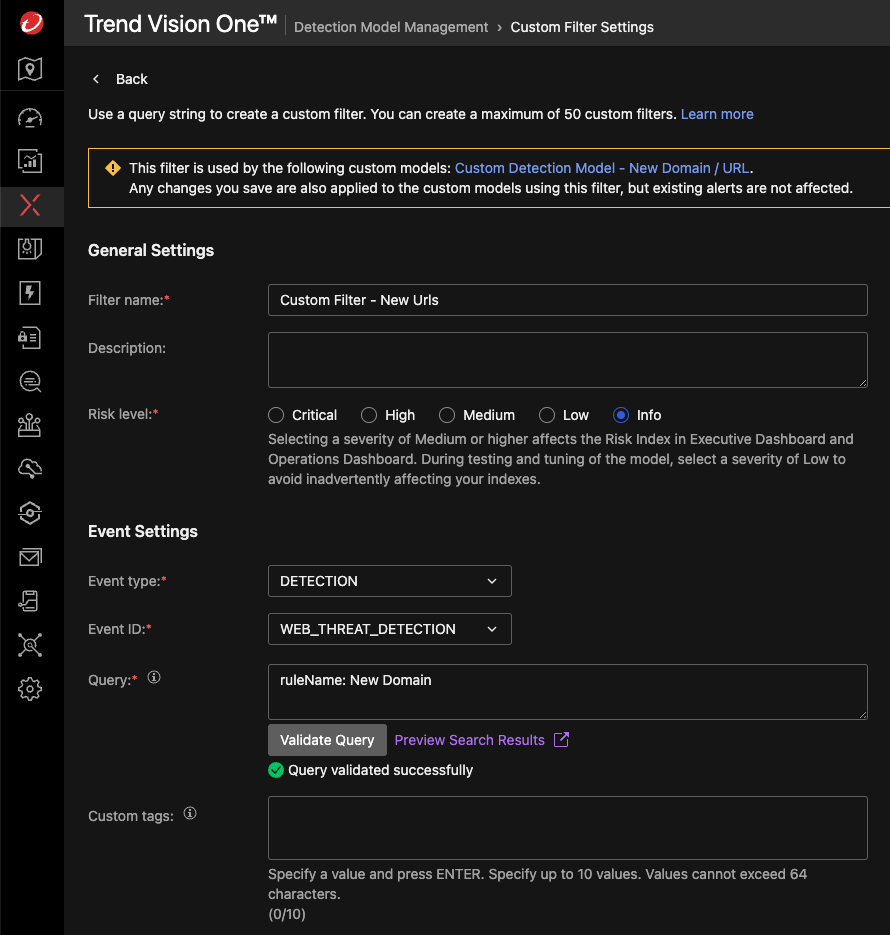 Trend Vision One™ Detection Model Management › Custom Filter Settings
Back
Use a query string to create a custom filter. You can create a maximum of 50 custom filters. Learn more
This filter is used by the following custom models: Custom Detection Model - New Domain / URL.
Any changes you save are also applied to the custom models using this filter, but existing alerts are not affected.
General Settings
Filter name:* Custom Filter - New Urls
Description:
Risk level:* Critical High Medium Low Info
Selecting a severity of Medium or higher affects the Risk Index in Executive Dashboard and
Operations Dashboard. During testing and tuning of the model, select a severity of Low to
avoid inadvertently affecting your indexes.
Event Settings
Event type:* DETECTION
Event ID:* WEB_THREAT_DETECTION
Query:* ruleName: New Domain
Validate Query Preview Search Results
Query validated successfully
Custom tags:
Specify a value and press ENTER. Specify up to 10 values. Values cannot exceed 64
characters.
(0/10)